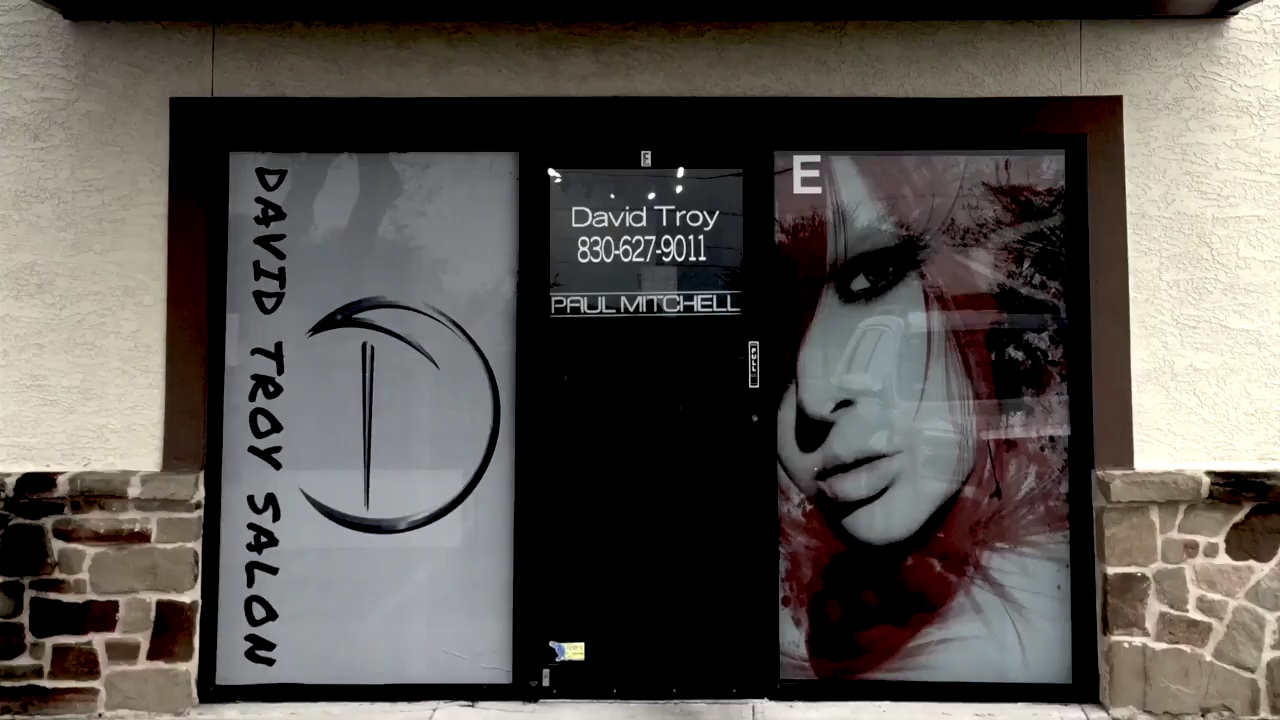 DAVID TROY SALON
E
David Troy
830-627-9011
PAUL MITCHELL
PULL
E